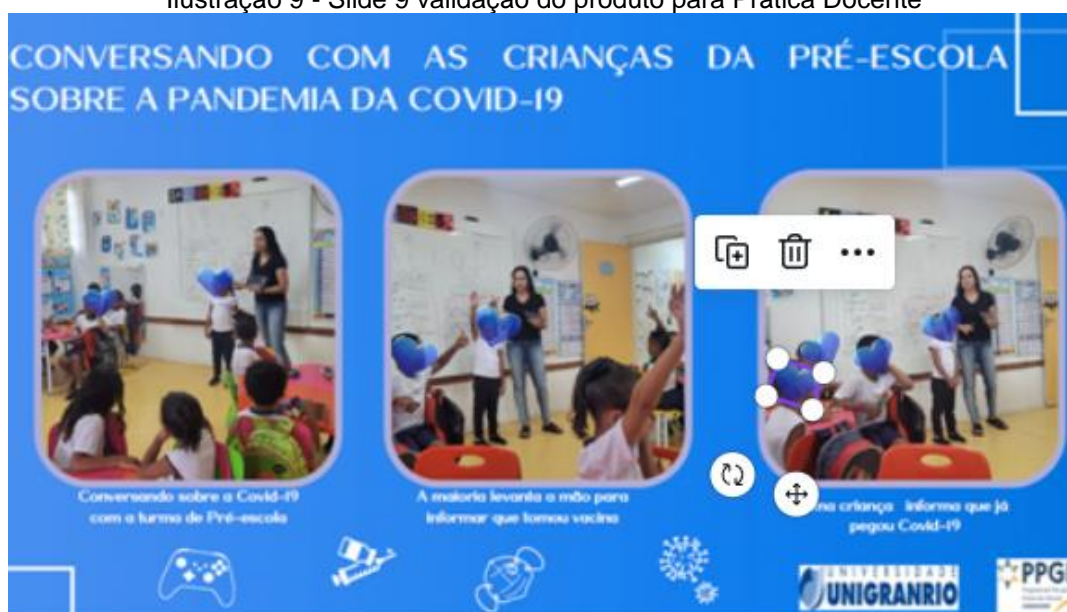 Ilustração 9 - Slide 9 validação do produto para Prática Docente
CONVERSANDO COM AS CRIANÇAS DA PRÉ-ESCOLA
SOBRE A PANDEMIA DA COVID-19
Conversando sobre a Covid-19
com a turma de Pré-escola
A maioria levanta a mão para
informar que tomou vacina
criança informa que já
pegou Covid-19
UNIVERSIDADE
UNIGRANRIO